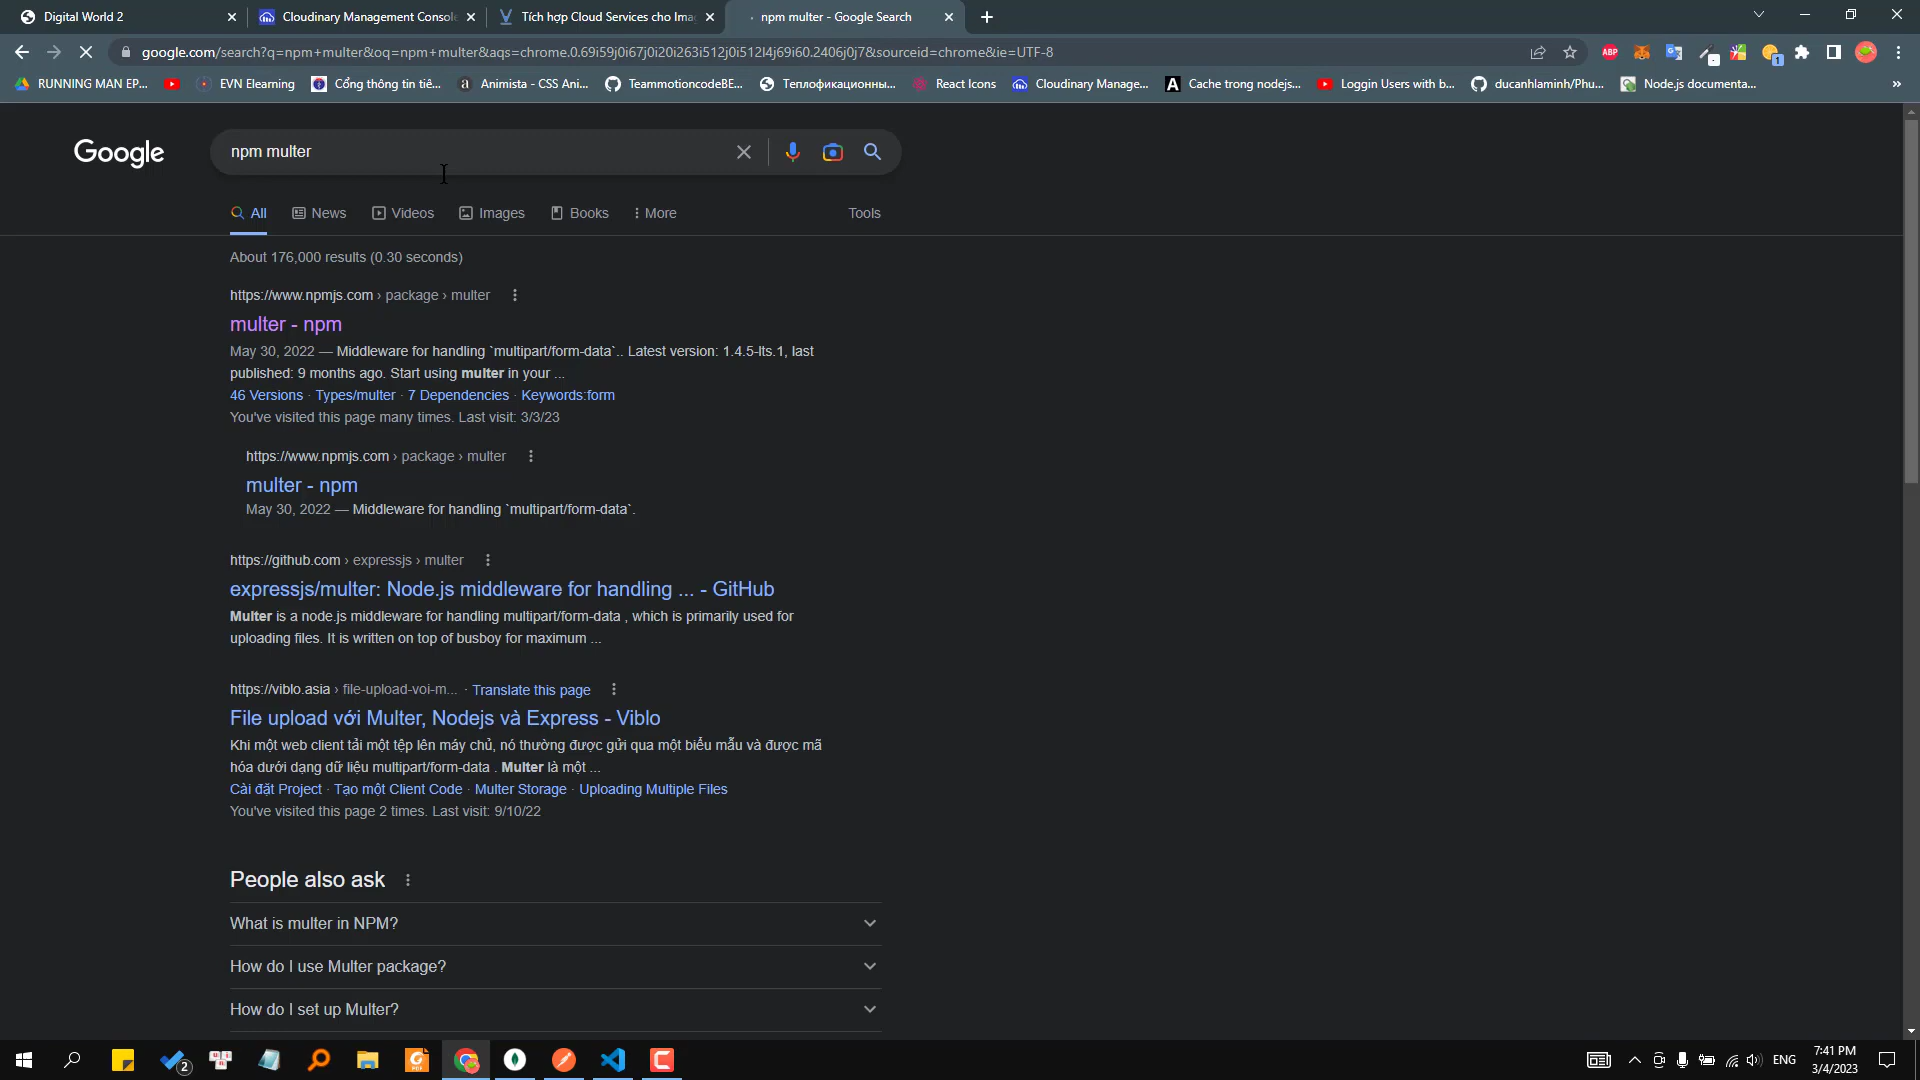 Digital World 2
Cloudinary Management Console
Tích hợp Cloud Services cho Ima
npm multer - Google Search
google.com/search?q=npm+multer&oq=npm+multer&aqs=chrome.0.69i59j0i67j0i20i263i512j0i512l4j69i60.2406j0j7&sourceid=chrome&ie=UTF-8
ABP
1
RUNNING MAN EP...
EVN Elearning
Cổng thông tin tiê...
Animista - CSS Ani...
TeammotioncodeBE...
Теплофикационны...
React Icons
Cloudinary Manage...
Cache trong nodejs...
Loggin Users with b...
ducanhlaminh/Phu...
Node.js documenta...
»
Google
npm multer
All
News
Videos
Images
Books
More
Tools
About 176,000 results (0.30 seconds)
https://www.npmjs.com › package › multer
multer - npm
May 30, 2022 — Middleware for handling `multipart/form-data`.. Latest version: 1.4.5-lts.1, last
published: 9 months ago. Start using multer in your ...
46 Versions · Types/multer · 7 Dependencies · Keywords:form
You've visited this page many times. Last visit: 3/3/23
https://www.npmjs.com › package › multer
multer - npm
May 30, 2022 — Middleware for handling `multipart/form-data`.
https://github.com › expressjs › multer
expressjs/multer: Node.js middleware for handling ... - GitHub
Multer is a node.js middleware for handling multipart/form-data , which is primarily used for
uploading files. It is written on top of busboy for maximum ...
https://viblo.asia › file-upload-voi-m... · Translate this page
File upload với Multer, Nodejs và Express - Viblo
Khi một web client tải một tệp lên máy chủ, nó thường được gửi qua một biểu mẫu và được mã
hóa dưới dạng dữ liệu multipart/form-data . Multer là một ...
Cài đặt Project · Tạo một Client Code · Multer Storage · Uploading Multiple Files
You've visited this page 2 times. Last visit: 9/10/22
People also ask
What is multer in NPM?
How do I use Multer package?
How do I set up Multer?
2
ENG
7:41 PM
3/4/2023